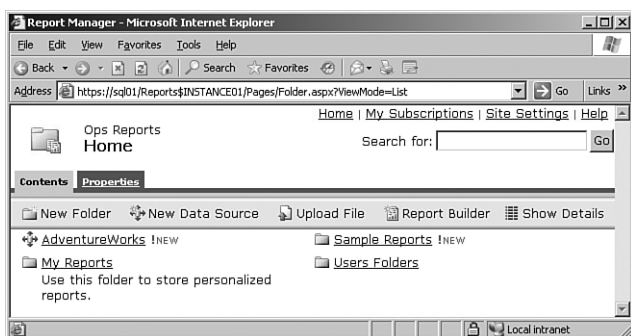 Report Manager - Microsoft Internet Explorer
File Edit View Favorites Tools Help
Back Search Favorites
Address https://sql01/Reports$INSTANCE01/Pages/Folder.aspx?ViewMode=List Go Links »
Home | My Subscriptions | Site Settings | Help
Ops Reports
Home
Search for: Go
Contents Properties
New Folder New Data Source Upload File Report Builder Show Details
AdventureWorks !NEW Sample Reports !NEW
My Reports Users Folders
Use this folder to store personalized
reports.
Local intranet